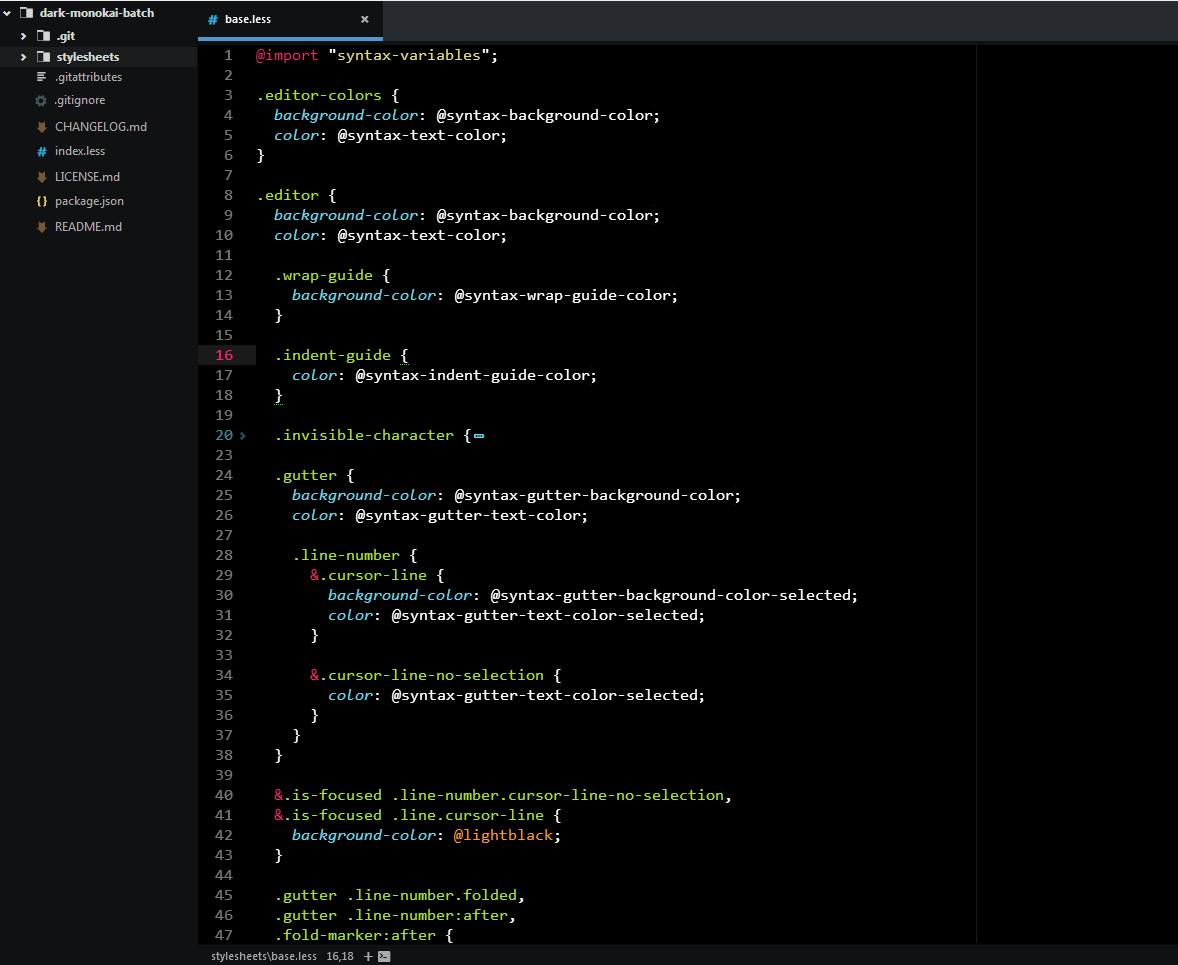 dark-monokai-batch
.git
stylesheets
.gitattributes
.gitignore
CHANGELOG.md
# index.less
LICENSE.md
{} package.json
README.md
# base.less ×
1 @import "syntax-variables";
2
3 .editor-colors {
4   background-color: @syntax-background-color;
5   color: @syntax-text-color;
6 }
7
8 .editor {
9   background-color: @syntax-background-color;
10   color: @syntax-text-color;
11
12   .wrap-guide {
13     background-color: @syntax-wrap-guide-color;
14   }
15
16   .indent-guide {
17     color: @syntax-indent-guide-color;
18   }
19
20   .invisible-character {
23
24   .gutter {
25     background-color: @syntax-gutter-background-color;
26     color: @syntax-gutter-text-color;
27
28     .line-number {
29       &.cursor-line {
30         background-color: @syntax-gutter-background-color-selected;
31         color: @syntax-gutter-text-color-selected;
32       }
33
34       &.cursor-line-no-selection {
35         color: @syntax-gutter-text-color-selected;
36       }
37     }
38   }
39
40   &.is-focused .line-number.cursor-line-no-selection,
41   &.is-focused .line.cursor-line {
42     background-color: @lightblack;
43   }
44
45   .gutter .line-number.folded,
46   .gutter .line-number:after,
47   .fold-marker:after {
stylesheets\base.less 16,18 +